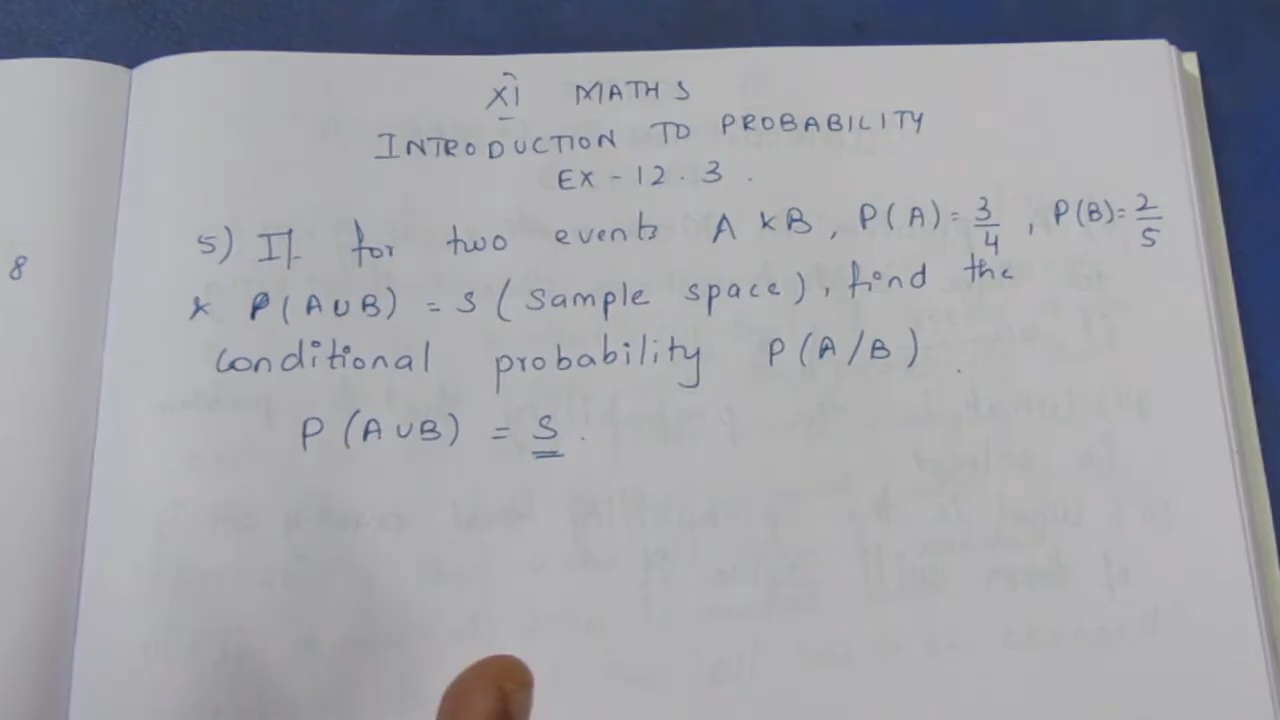 XI MATHS
INTRODUCTION TO PROBABILITY
EX - 12.3.
5) If for two events A & B, P(A) = 3/4, P(B) = 2/5
& P(A∪B) = S (Sample space), find the
conditional probability P(A/B).
P(A∪B) = S.
8